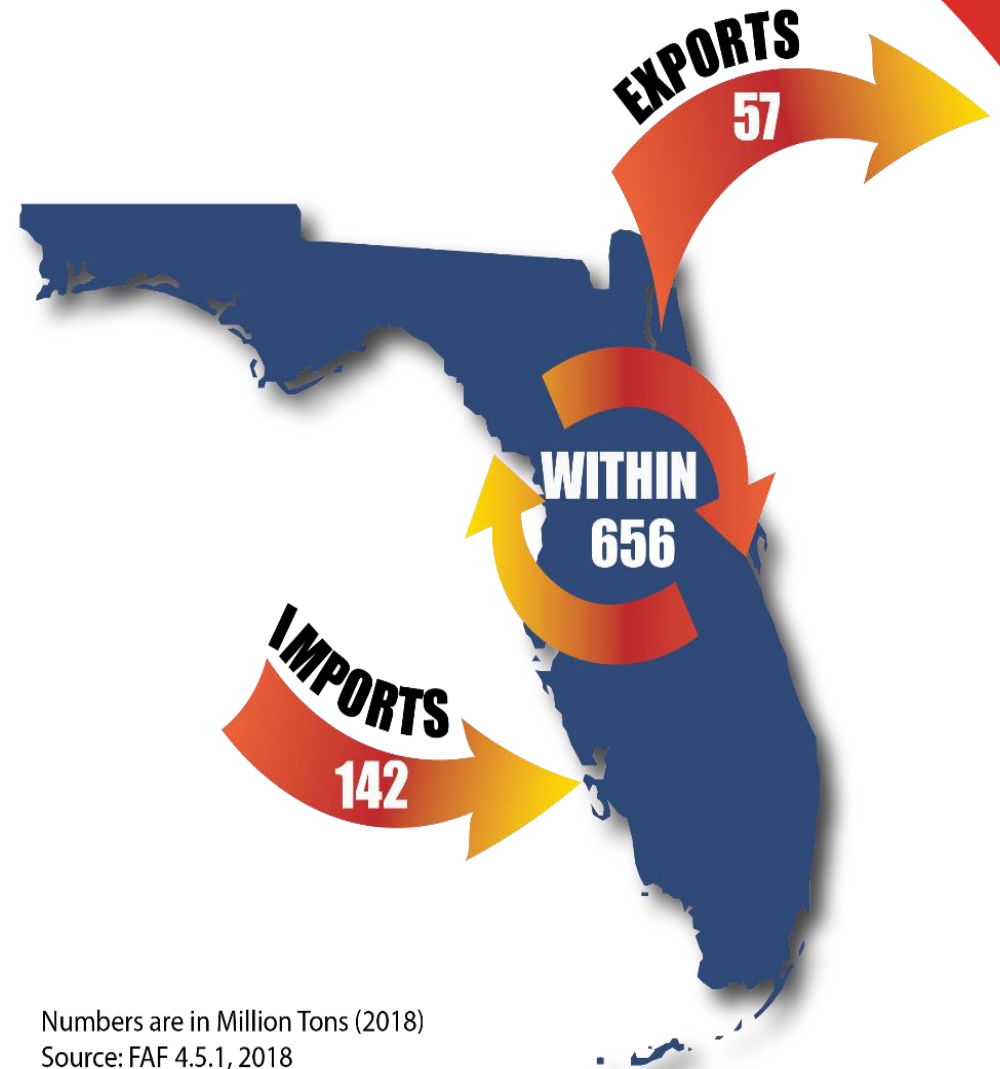 EXPORTS
57
WITHIN
656
IMPORTS
142
Numbers are in Million Tons (2018)
Source: FAF 4.5.1, 2018